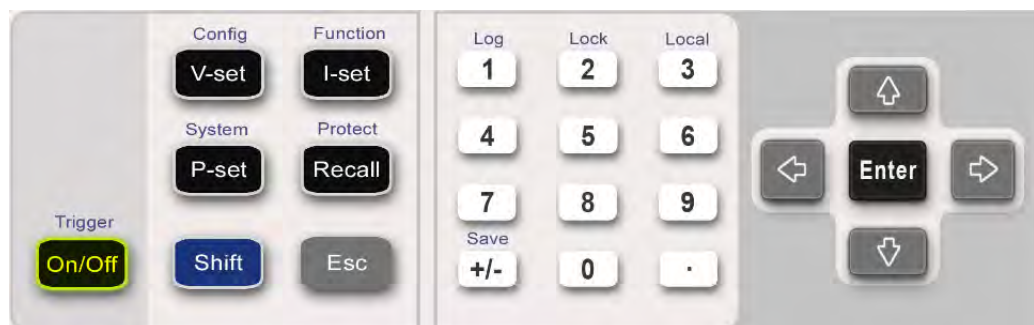 Config Function Log Lock Local
V-set I-set 1 2 3
System Protect
P-set Recall 4 5 6 Enter
Trigger 7 8 9
Save
On/Off Shift Esc +/- 0 .